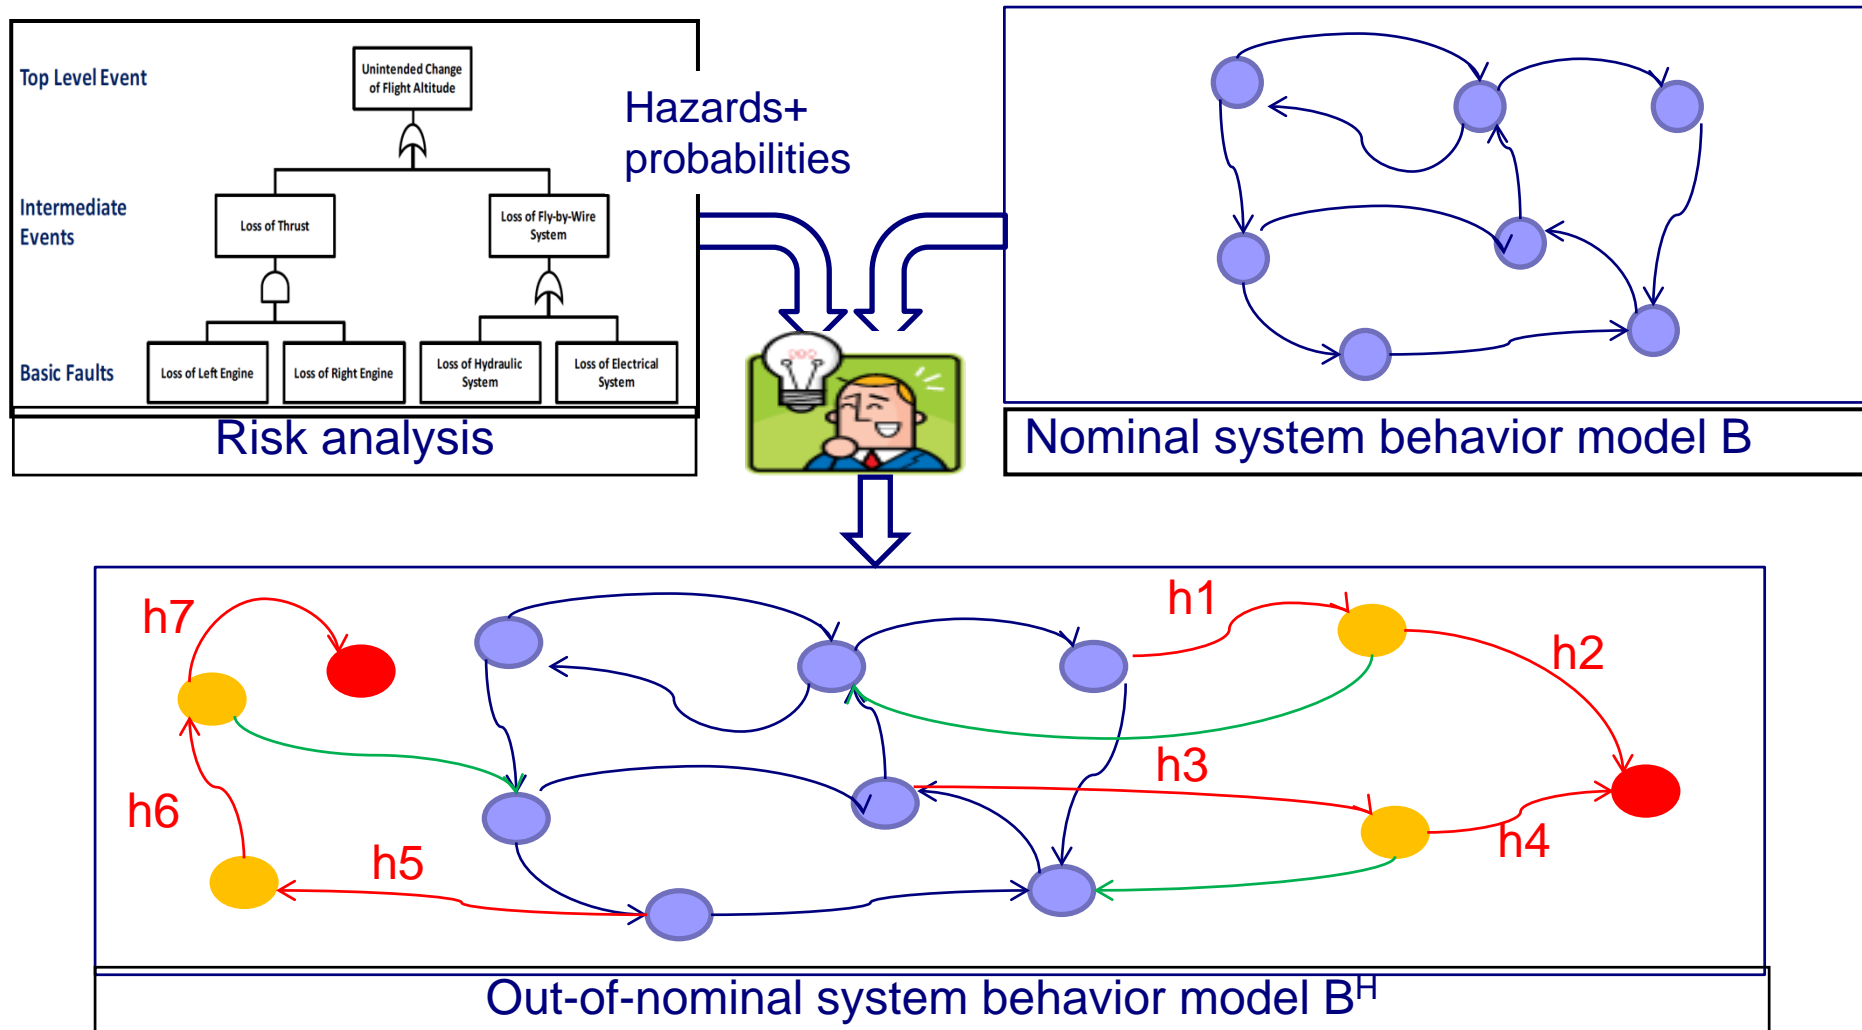 Top Level Event
Unintended Change
of Flight Altitude
Hazards+
probabilities
Intermediate
Events
Loss of Thrust
Loss of Fly-by-Wire
System
Basic Faults
Loss of Left Engine
Loss of Right Engine
Loss of Hydraulic
System
Loss of Electrical
System
Risk analysis
Nominal system behavior model B
h7
h1
h2
h3
h6
h4
h5
Out-of-nominal system behavior model B^H